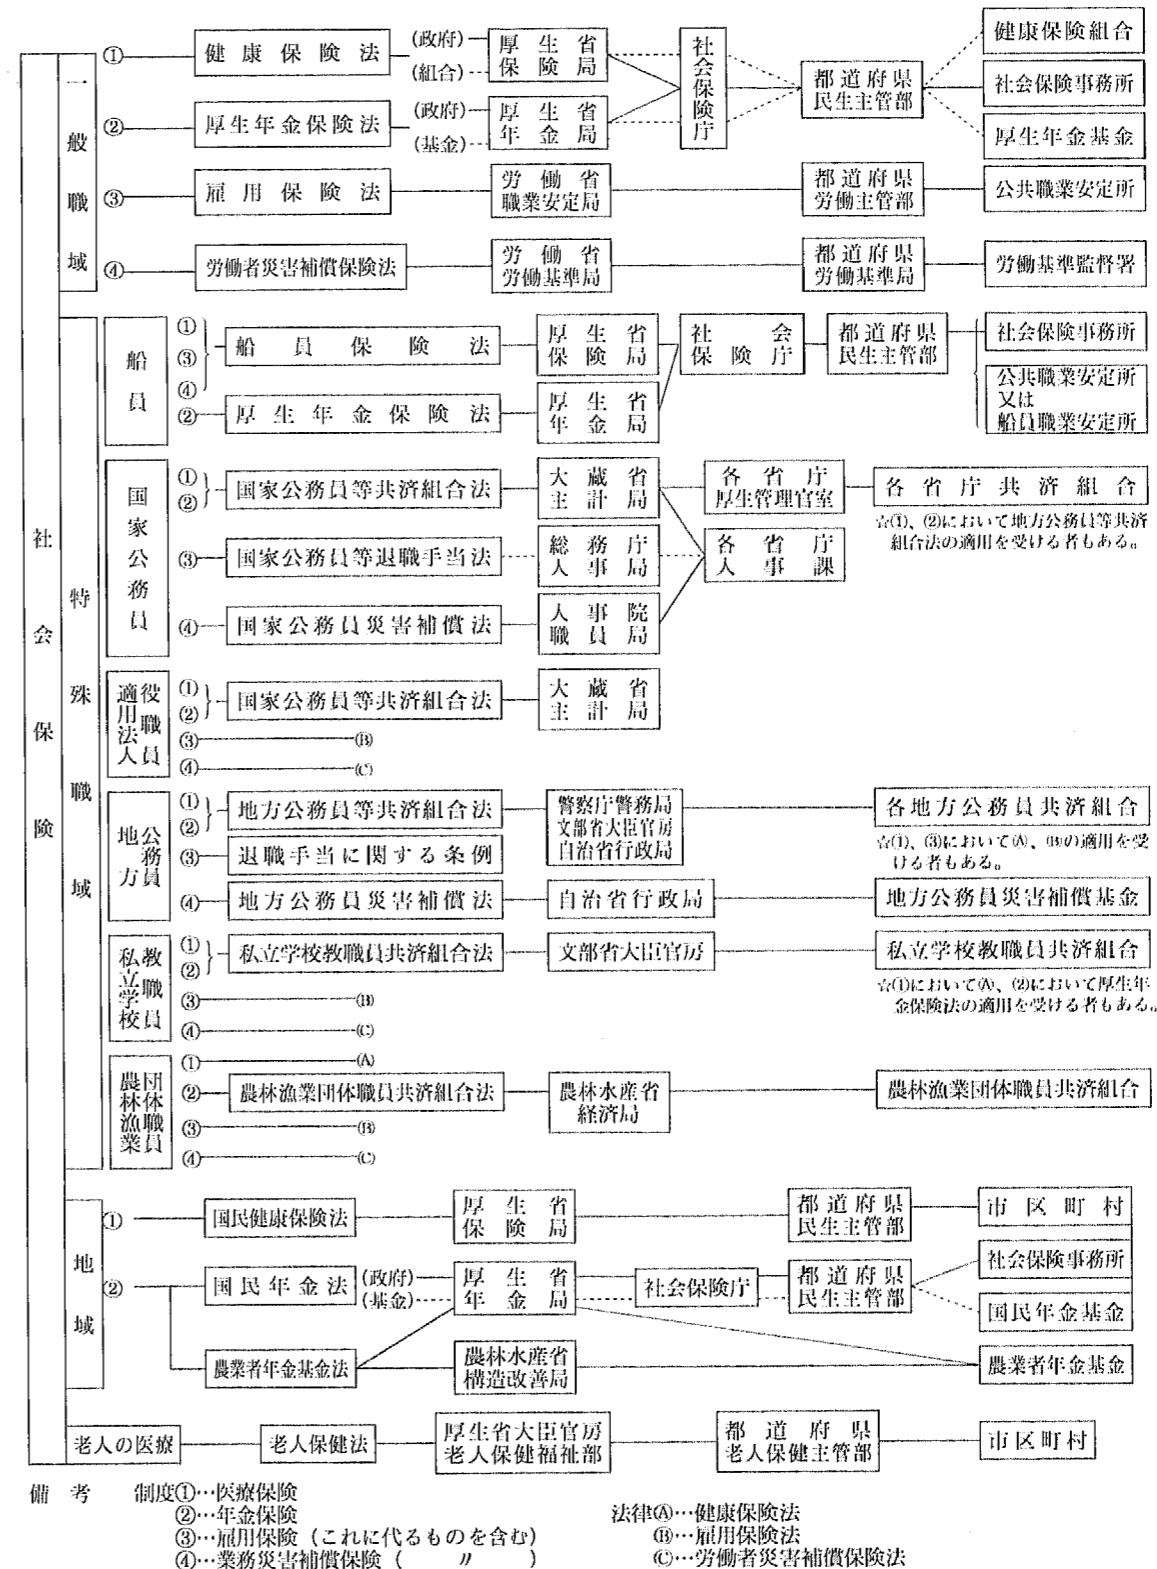 社会保険
一般職域
① 健康保険法 (政府) (組合) 厚生省保険局 社会保険庁 都道府県民生主管部 健康保険組合
社会保険事務所
② 厚生年金保険法 (政府) (基金) 厚生省年金局 厚生年金基金
③ 雇用保険法 労働省職業安定局 都道府県労働主管部 公共職業安定所
④ 労働者災害補償保険法 労働省労働基準局 都道府県労働基準局 労働基準監督署
特殊職域
船員
① ③ ④ 船員保険法 厚生省保険局 社会保険庁 都道府県民生主管部 社会保険事務所
② 厚生年金保険法 厚生省年金局 公共職業安定所又は船員職業安定所
国家公務員
① ② 国家公務員等共済組合法 大蔵省主計局 各省庁厚生管理官室 各省庁共済組合
☆①、②において地方公務員等共済
組合法の適用を受ける者もある。
③ 国家公務員等退職手当法 総務庁人事局 各省庁人事課
④ 国家公務員災害補償法 人事院職員局
適用法人役職員
① ② 国家公務員等共済組合法 大蔵省主計局
③ Ⓑ
④ Ⓒ
地方公務員
① ② 地方公務員等共済組合法 警察庁警務局 文部省大臣官房 自治省行政局 各地方公務員共済組合
☆①、③においてⒶ、Ⓑの適用を受
ける者もある。
③ 退職手当に関する条例
④ 地方公務員災害補償法 自治省行政局 地方公務員災害補償基金
私立学校教職員
① ② 私立学校教職員共済組合法 文部省大臣官房 私立学校教職員共済組合
☆①においてⒶ、②において厚生年
金保険法の適用を受ける者もある。
③ Ⓑ
④ Ⓒ
農林漁業団体職員
① Ⓐ
② 農林漁業団体職員共済組合法 農林水産省経済局 農林漁業団体職員共済組合
③ Ⓑ
④ Ⓒ
地域
① 国民健康保険法 厚生省保険局 都道府県民生主管部 市区町村
② 国民年金法 (政府) (基金) 厚生省年金局 社会保険庁 都道府県民生主管部 社会保険事務所
国民年金基金
農業者年金基金法 農林水産省構造改善局 農業者年金基金
老人の医療 老人保健法 厚生省大臣官房老人保健福祉部 都道府県老人保健主管部 市区町村
備考 制度①…医療保険
②…年金保険
③…雇用保険(これに代るものを含む)
④…業務災害補償保険( 〃 )
法律Ⓐ…健康保険法
Ⓑ…雇用保険法
Ⓒ…労働者災害補償保険法